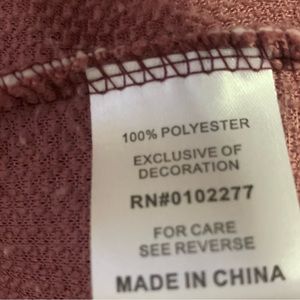 100% POLYESTER
EXCLUSIVE OF
DECORATION
RN#0102277
FOR CARE
SEE REVERSE
MADE IN CHINA